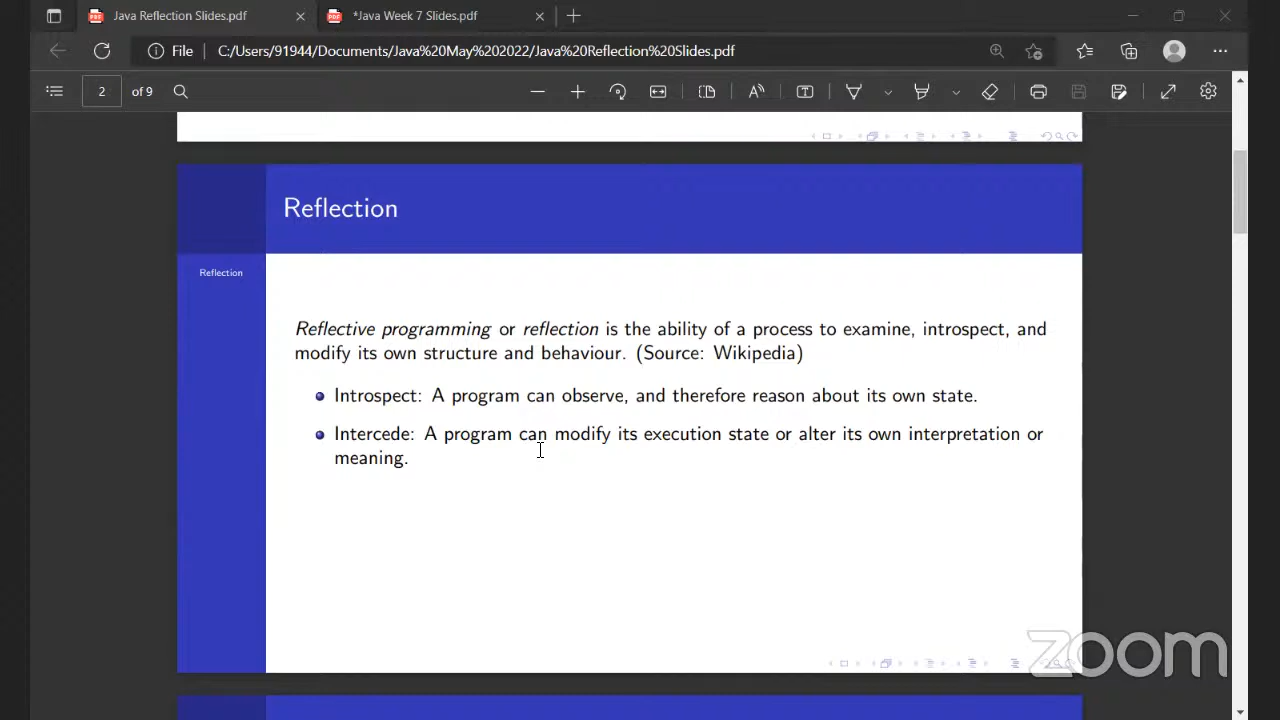 Java Reflection Slides.pdf
*Java Week 7 Slides.pdf
File
C:/Users/91944/Documents/Java%20May%202022/Java%20Reflection%20Slides.pdf
2 of 9
Reflection
Reflection
Reflective programming or reflection is the ability of a process to examine, introspect, and
modify its own structure and behaviour. (Source: Wikipedia)
Introspect: A program can observe, and therefore reason about its own state.
Intercede: A program can modify its execution state or alter its own interpretation or
meaning.
zoom